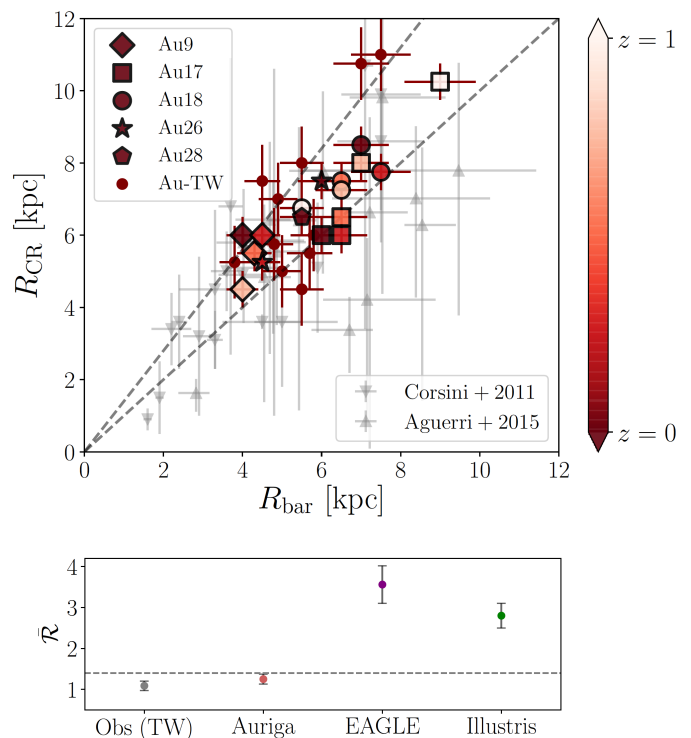 12
10
8
6
4
2
0
R_CR [kpc]
Au9
Au17
Au18
Au26
Au28
Au-TW
Corsini + 2011
Aguerri + 2015
0 2 4 6 8 10 12
R_bar [kpc]
z = 1
z = 0
4
3
2
1
R̄
Obs (TW) Auriga EAGLE Illustris